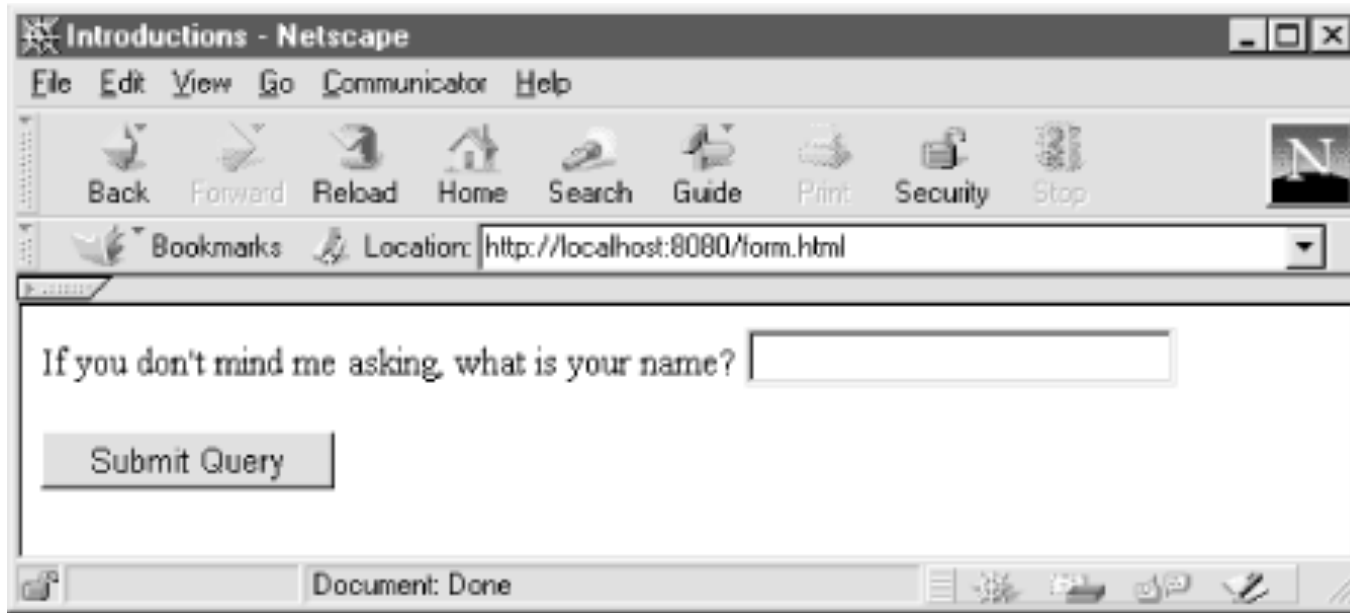 Introductions - Netscape
File Edit View Go Communicator Help
Back Forward Reload Home Search Guide Print Security Stop
N
Bookmarks Location: http://localhost:8080/form.html
If you don't mind me asking, what is your name?
Submit Query
Document: Done